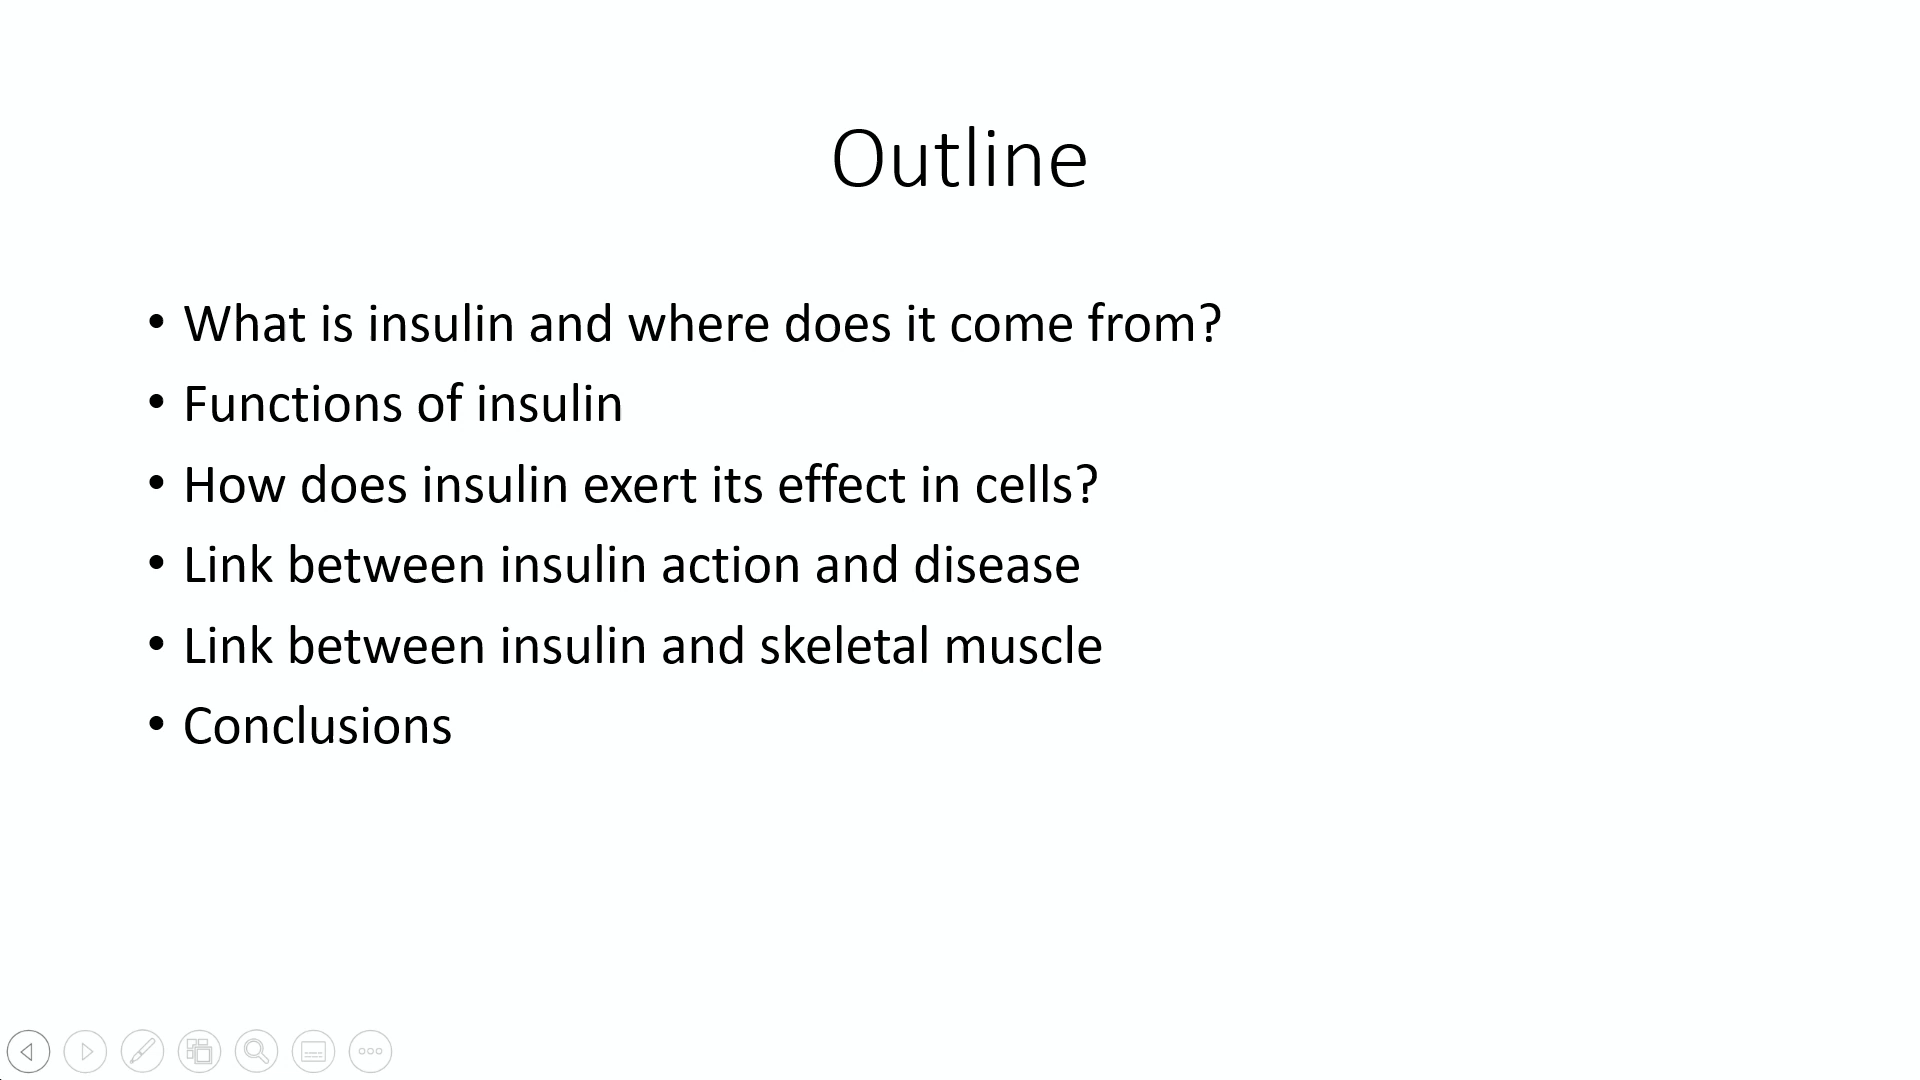 Outline
• What is insulin and where does it come from?
• Functions of insulin
• How does insulin exert its effect in cells?
• Link between insulin action and disease
• Link between insulin and skeletal muscle
• Conclusions